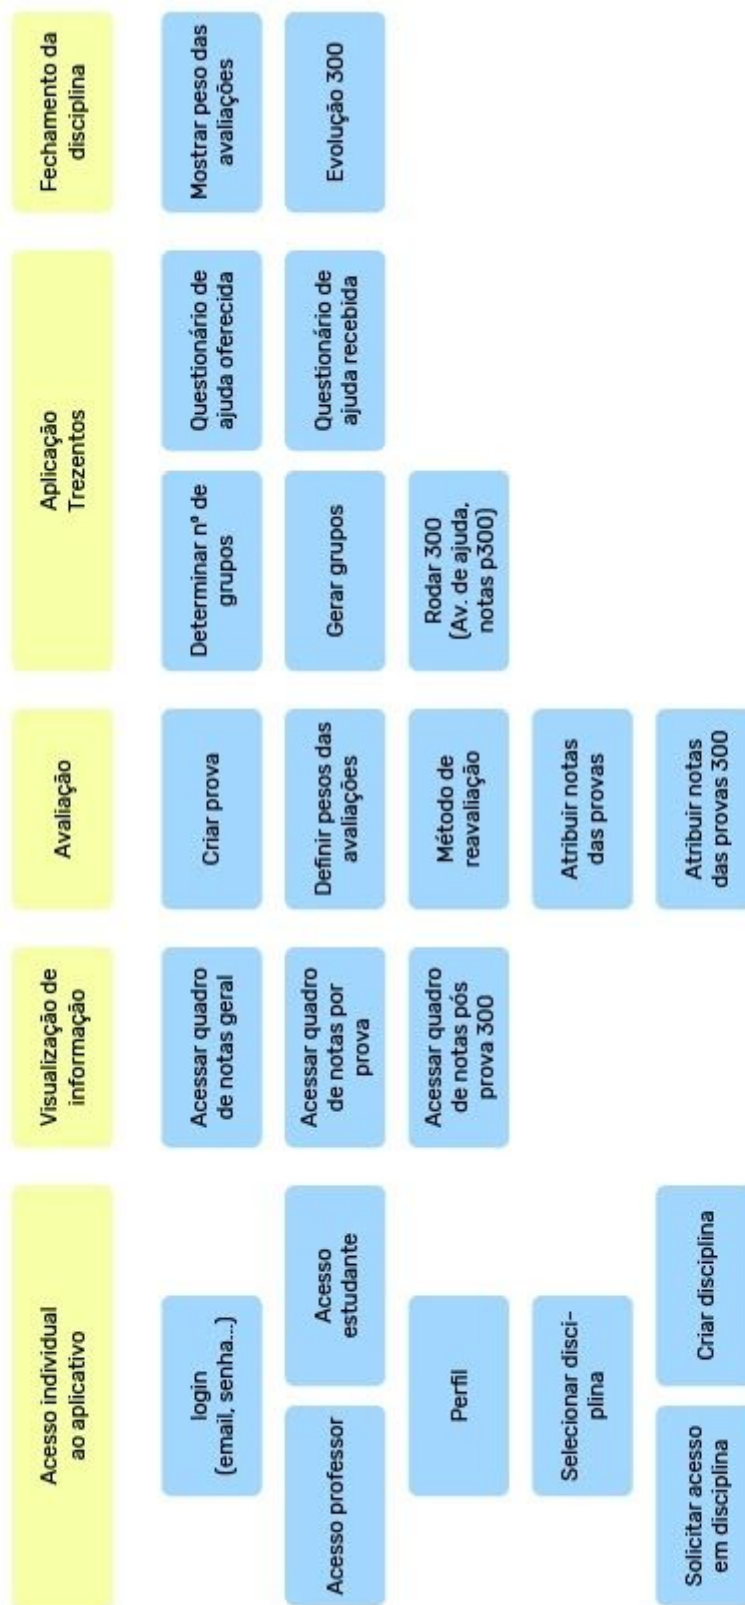 Acesso individual
ao aplicativo
Visualização de
informação
Avaliação
Aplicação
Trezentos
Fechamento da
disciplina
login
(email, senha...)
Acesso professor
Acesso
estudante
Perfil
Selecionar disci-
plina
Solicitar acesso
em disciplina
Criar disciplina
Acessar quadro
de notas geral
Acessar quadro
de notas por
prova
Acessar quadro
de notas pós
prova 300
Criar prova
Definir pesos das
avaliações
Método de
reavaliação
Atribuir notas
das provas
Atribuir notas
das provas 300
Determinar nº de
grupos
Questionário de
ajuda oferecida
Gerar grupos
Questionário de
ajuda recebida
Rodar 300
(Av. de ajuda,
notas p300)
Mostrar peso das
avaliações
Evolução 300